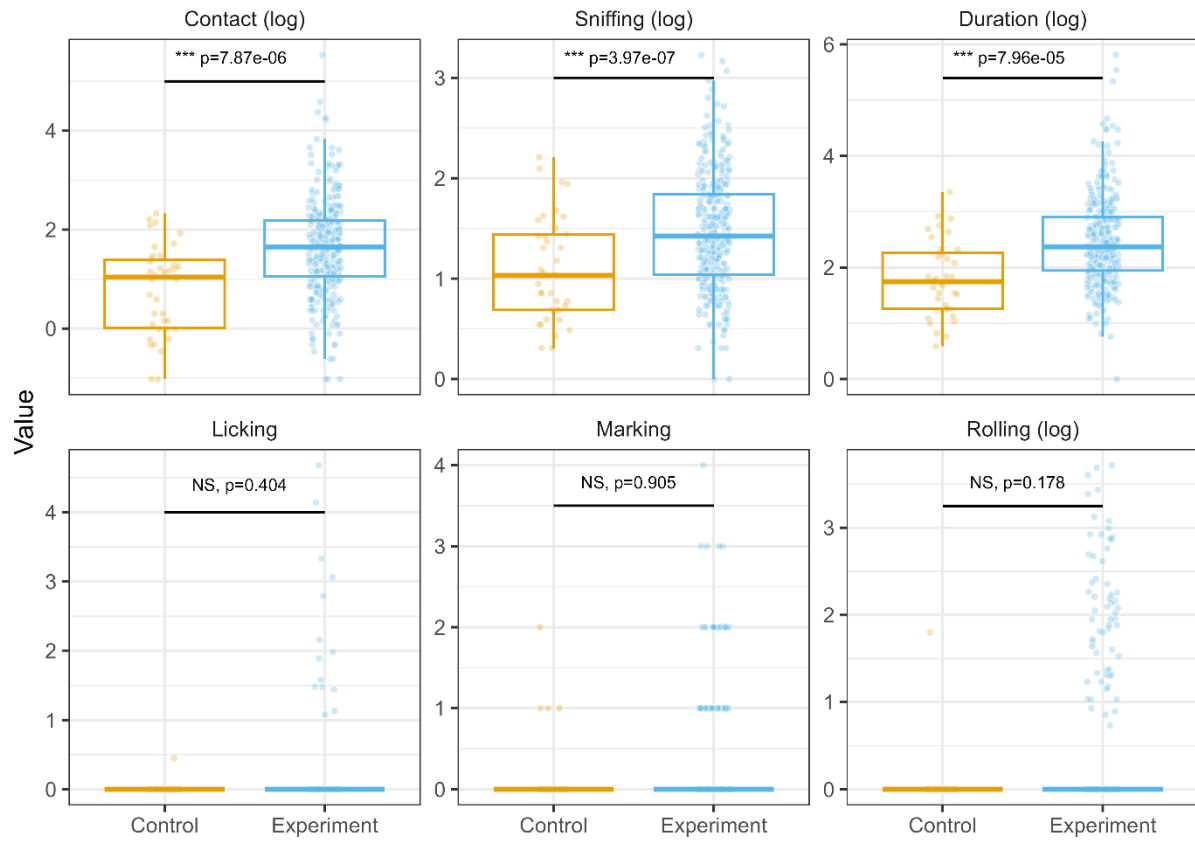 Contact (log)
Sniffing (log)
Duration (log)
*** p=7.87e-06
*** p=3.97e-07
*** p=7.96e-05
4
2
0
3
2
1
0
6
4
2
0
Value
Licking
Marking
Rolling (log)
NS, p=0.404
NS, p=0.905
NS, p=0.178
4
3
2
1
0
4
3
2
1
0
3
2
1
0
Control
Experiment
Control
Experiment
Control
Experiment